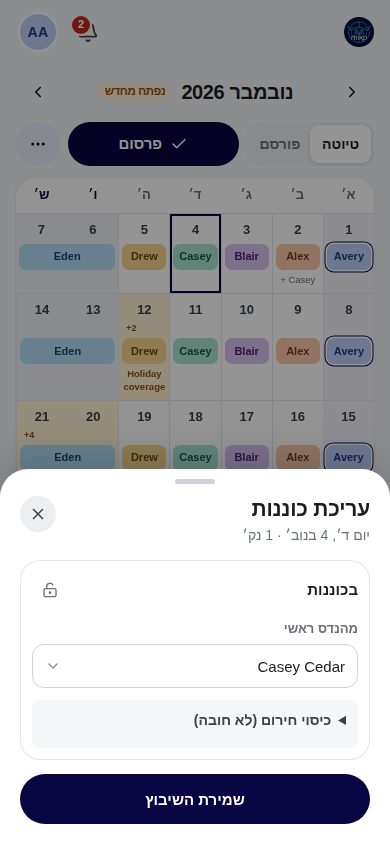 AA
2
miko
נובמבר 2026 נפתח מחדש
טיוטה פורסם פרסום
א׳ ב׳ ג׳ ד׳ ה׳ ו׳ ש׳
1 2 3 4 5 6 7
Avery Alex Blair Casey Drew Eden
+ Casey
8 9 10 11 12 13 14
+2
Avery Alex Blair Casey Drew Eden
Holiday
coverage
15 16 17 18 19 20 21
+4
Avery Alex Blair Casey Drew Eden
עריכת כוננות
יום ד׳, 4 בנוב׳ · 1 נק׳
בכוננות
מהנדס ראשי
Casey Cedar
כיסוי חירום (לא חובה)
שמירת השיבוץ